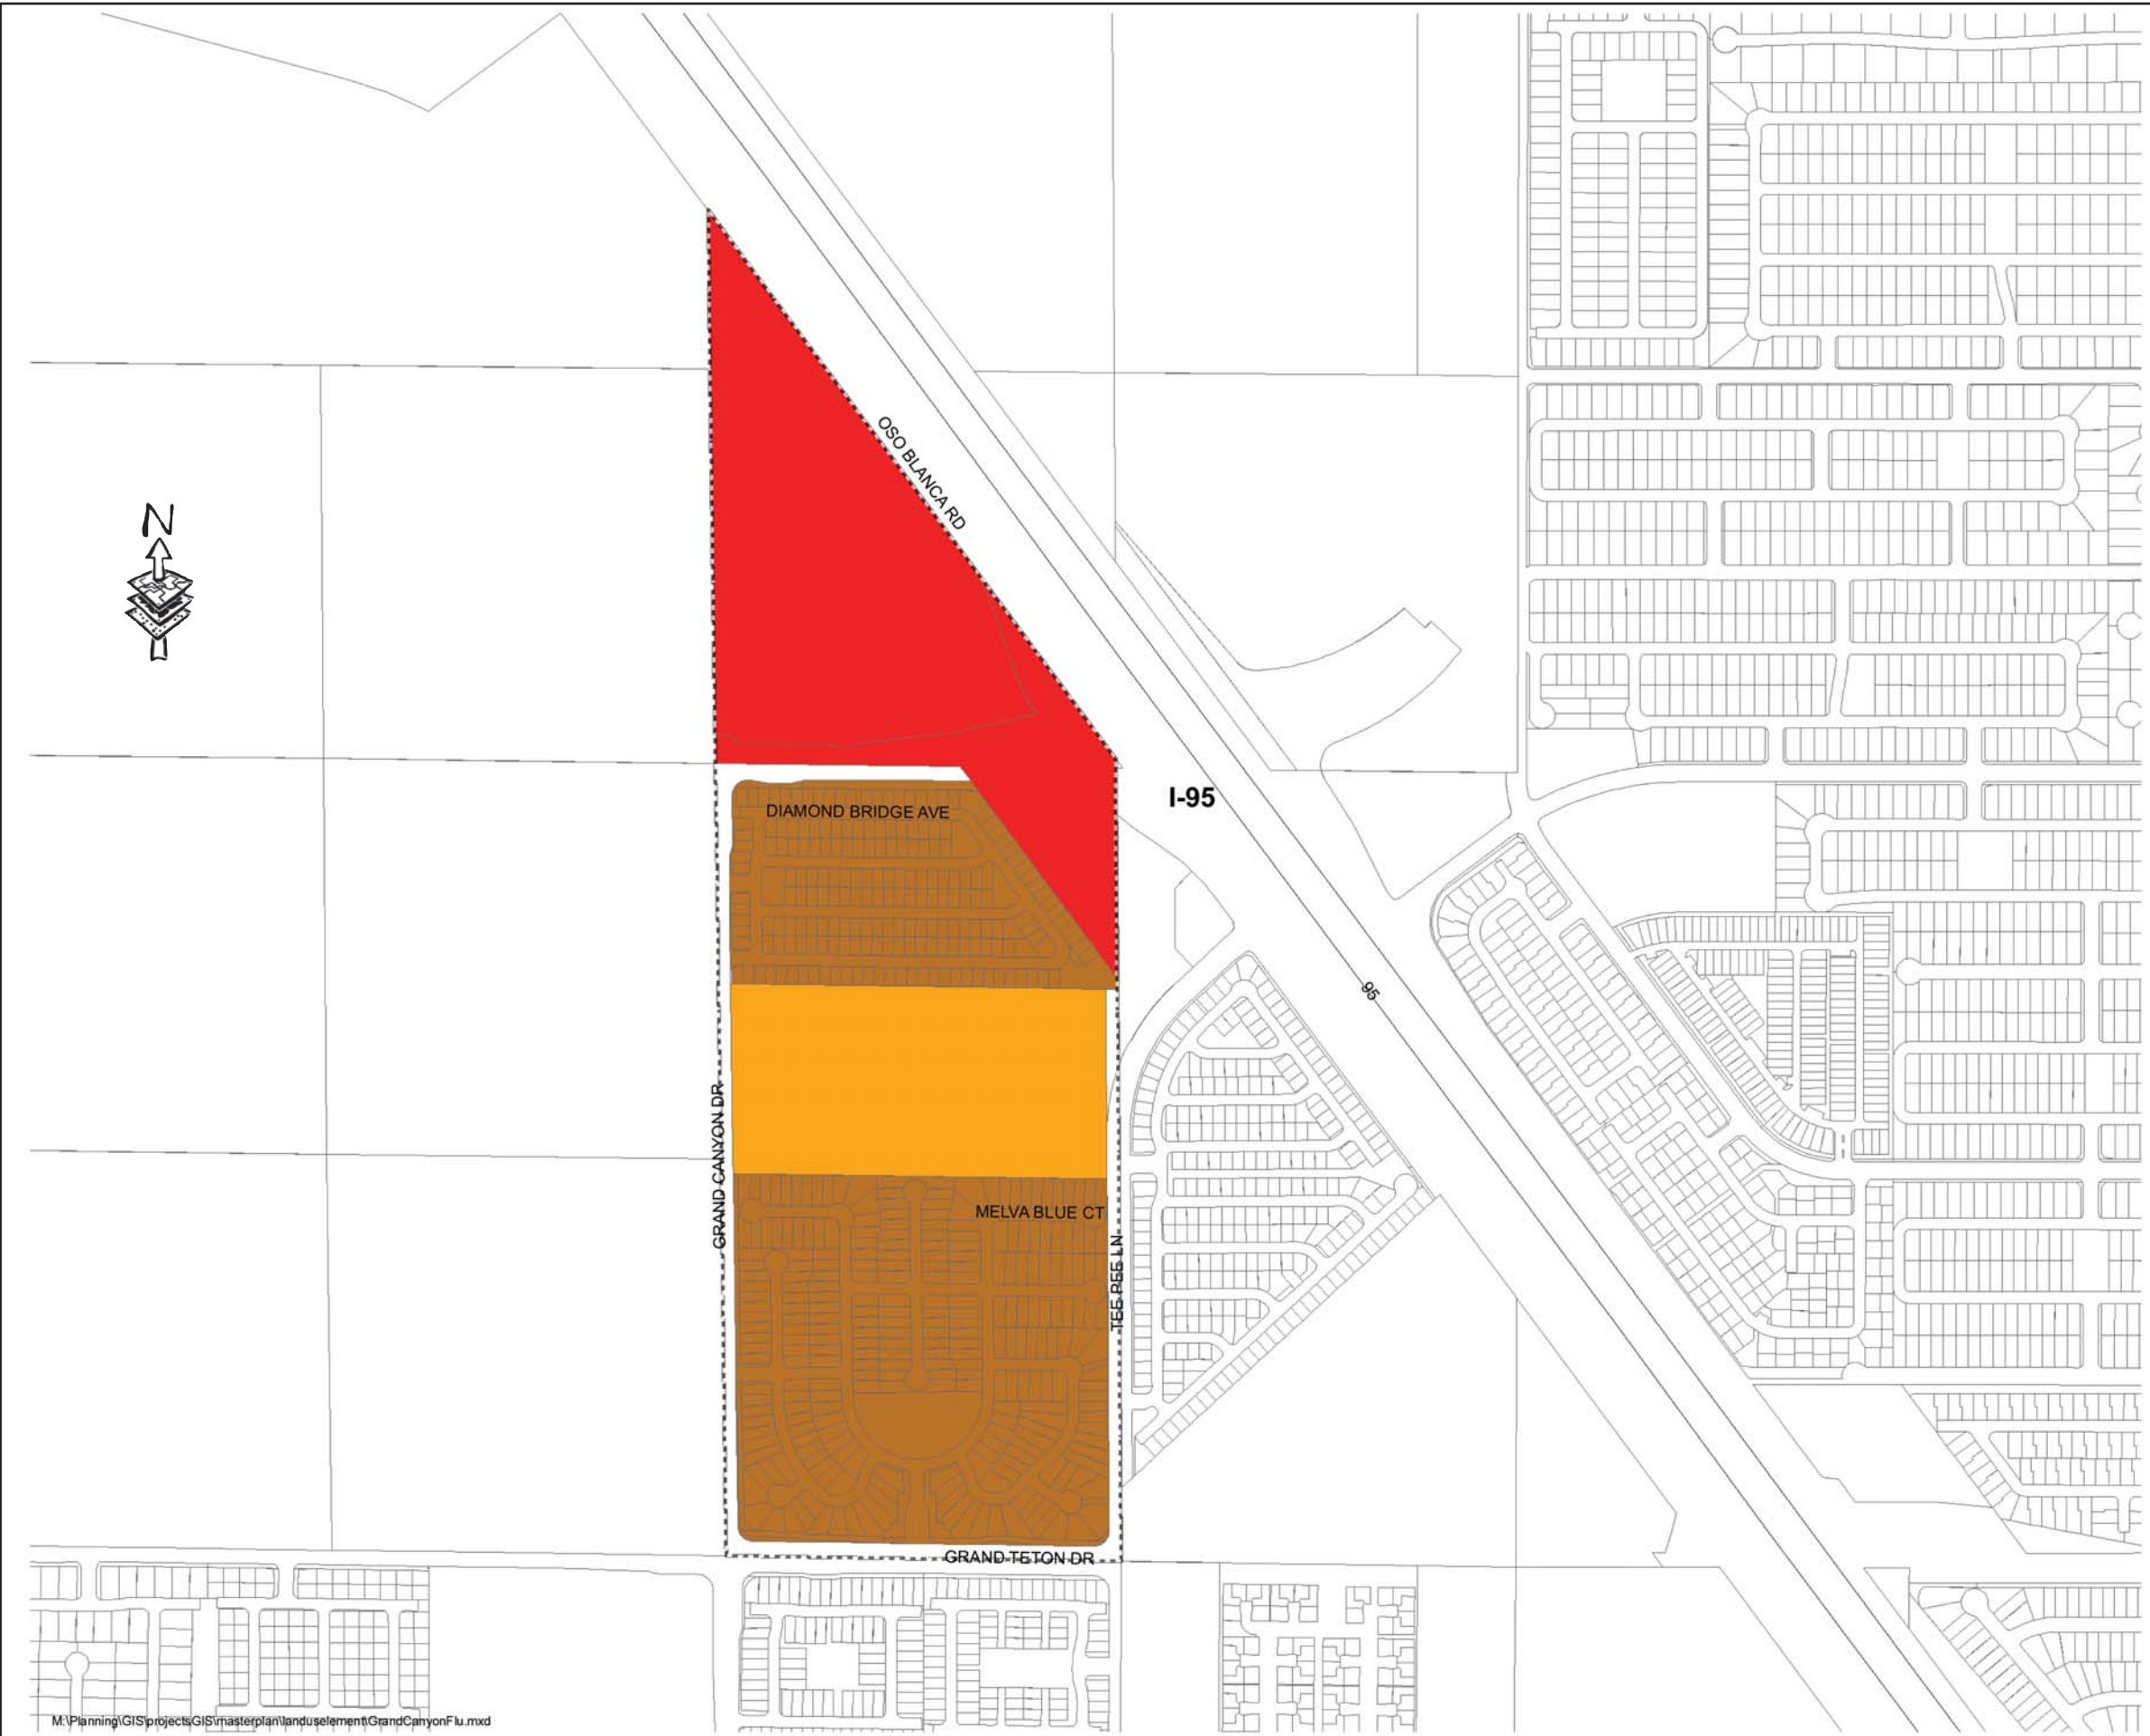 N
OSO BLANCA RD
DIAMOND BRIDGE AVE
I-95
95
GRAND CANYON DR
MELVA BLUE CT
TEE PEE LN
GRAND TETON DR
M:\Planning\GIS\projectsGIS\masterplan\landuselement\GrandCanyonFlu.mxd